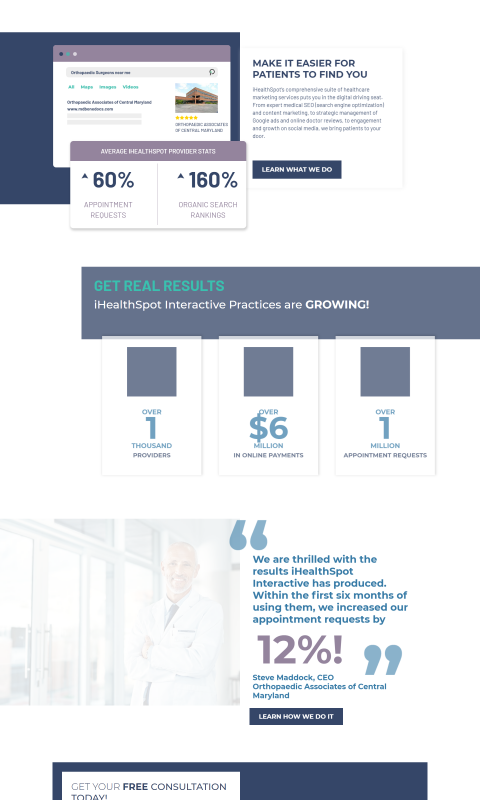 Orthopaedic Surgeons near me
All Maps Images Videos
Orthopaedic Associates of Central Maryland
www.redbonedocs.com
ORTHOPAEDIC ASSOCIATES
OF CENTRAL MARYLAND
AVERAGE IHEALTHSPOT PROVIDER STATS
60%
APPOINTMENT
REQUESTS
160%
ORGANIC SEARCH
RANKINGS
MAKE IT EASIER FOR
PATIENTS TO FIND YOU
iHealthSpot's comprehensive suite of healthcare
marketing services puts you in the digital driving seat.
From expert medical SEO (search engine optimization)
and content marketing, to strategic management of
Google ads and online doctor reviews, to engagement
and growth on social media, we bring patients to your
door.
LEARN WHAT WE DO
GET REAL RESULTS
iHealthSpot Interactive Practices are GROWING!
OVER
1
THOUSAND
PROVIDERS
OVER
$6
MILLION
IN ONLINE PAYMENTS
OVER
1
MILLION
APPOINTMENT REQUESTS
“
We are thrilled with the
results iHealthSpot
Interactive has produced.
Within the first six months of
using them, we increased our
appointment requests by
12%!
”
Steve Maddock, CEO
Orthopaedic Associates of Central
Maryland
LEARN HOW WE DO IT
GET YOUR FREE CONSULTATION
TODAY!